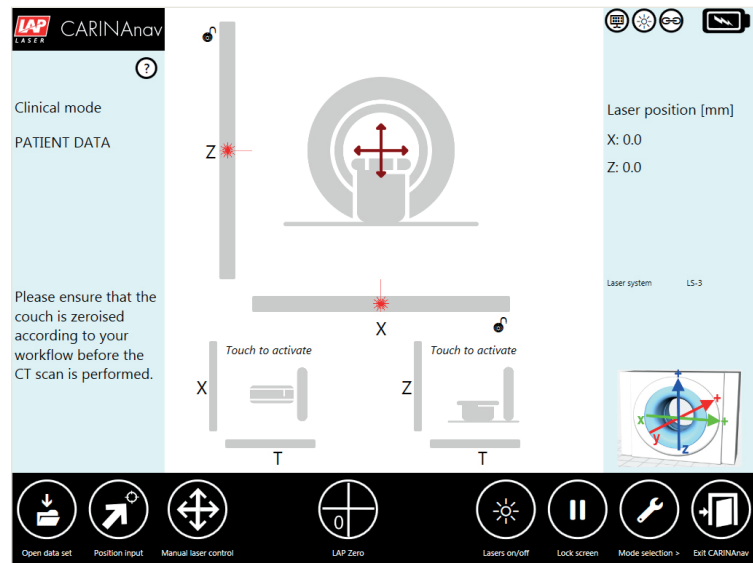 LAP
LASER
CARINAnav
?
Clinical mode
PATIENT DATA
Please ensure that the
couch is zeroised
according to your
workflow before the
CT scan is performed.
Z
X
Touch to activate
X
T
Touch to activate
Z
T
Laser position [mm]
X: 0.0
Z: 0.0
Laser system LS-3
+
+
x
+
y
z
Open data set
Position input
Manual laser control
0
LAP Zero
Lasers on/off
Lock screen
Mode selection >
Exit CARINAnav